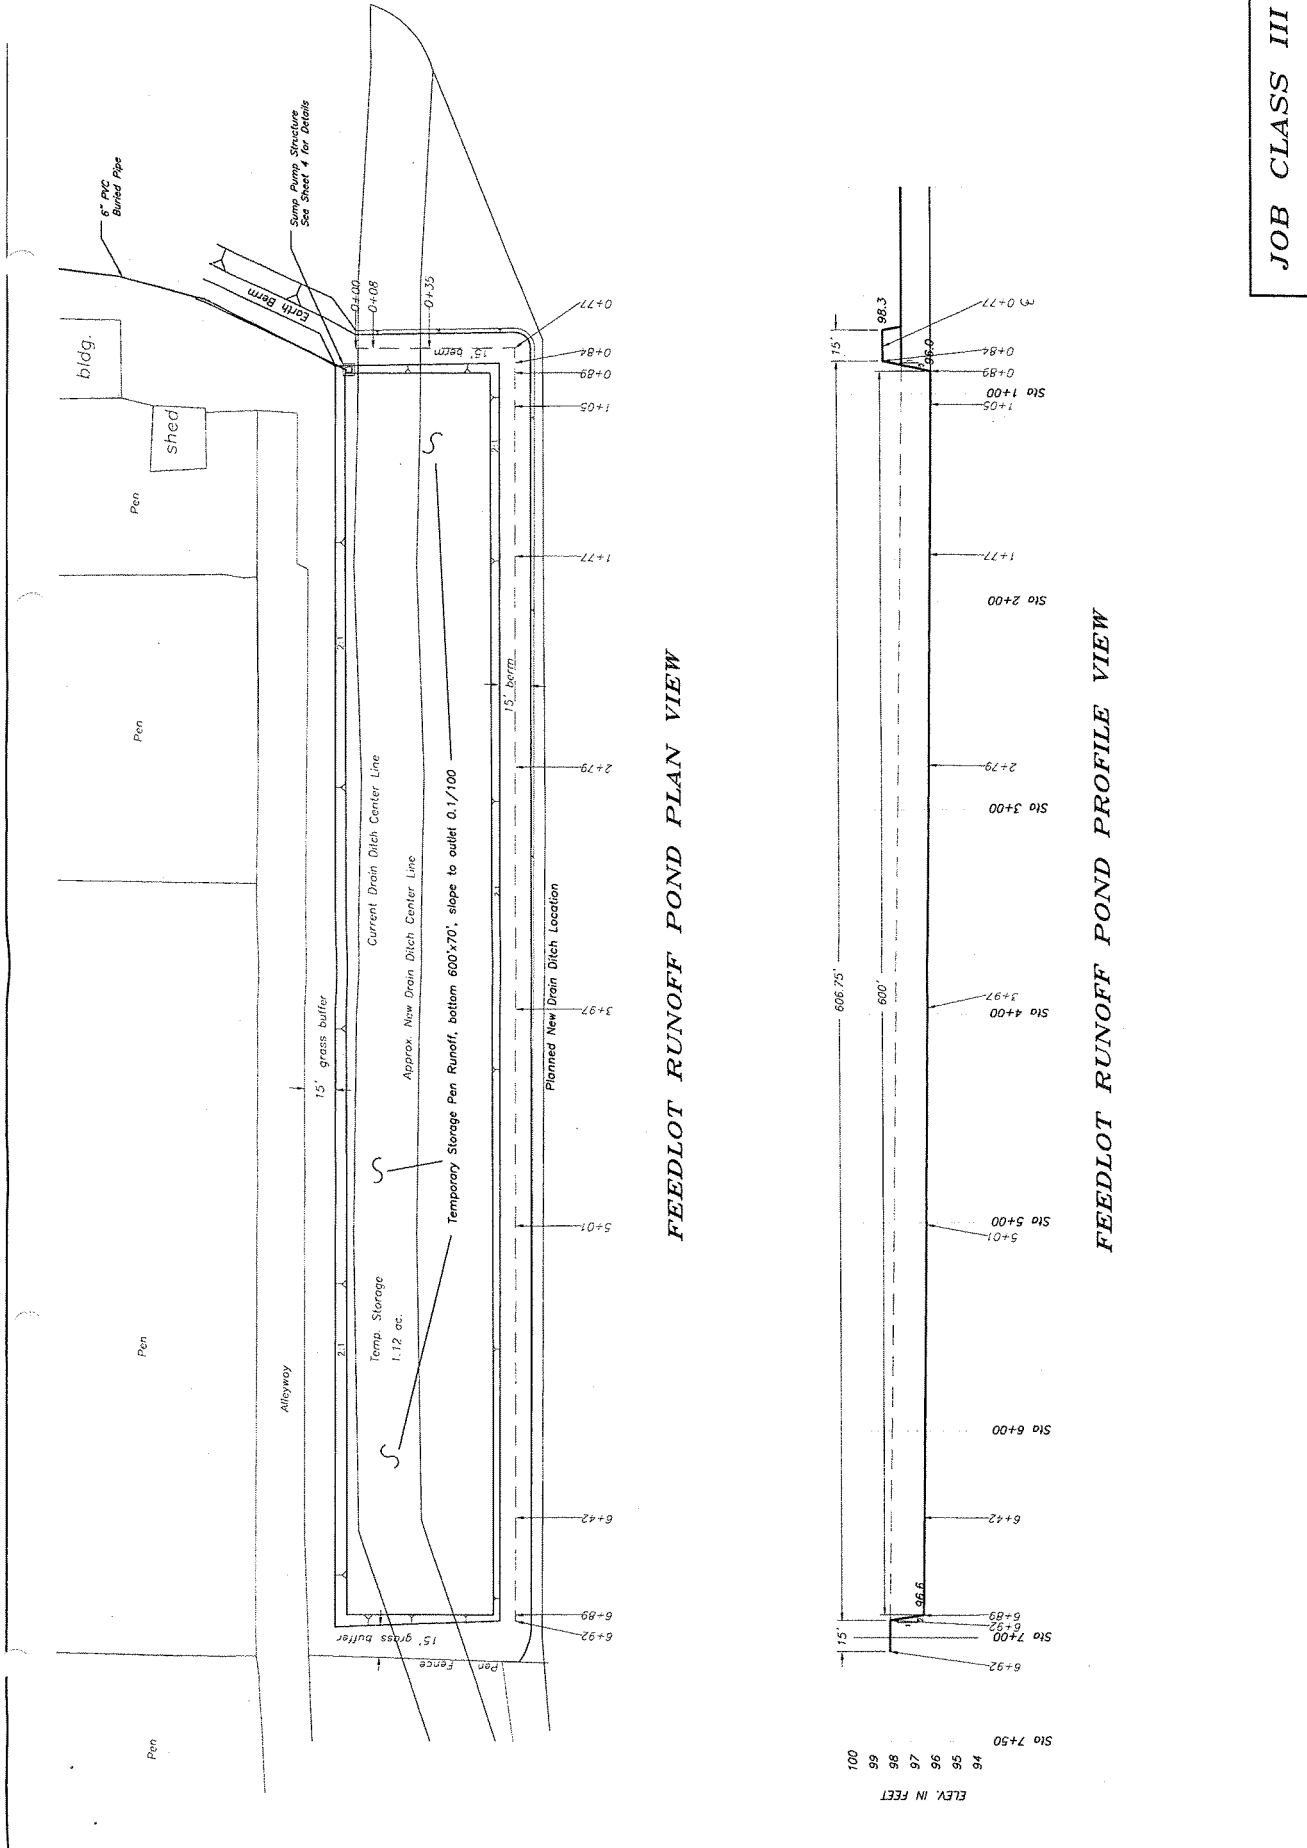 JOB CLASS III
6" PVC
Buried Pipe
Sump Pump Structure
See Sheet 4 for Details
Earth Berm
bldg.
shed
Pen
Pen
Pen
Pen
Alleyway
15' grass buffer
2:1
2:1
2:1
2:1
0+00
0+08
0+35
15' berm
0+77
0+84
0+89
1+05
1+77
2+79
3+97
5+01
6+42
6+89
6+92
15' berm
Current Drain Ditch Center Line
Approx. New Drain Ditch Center Line
Temporary Storage Pen Runoff, bottom 600'x70', slope to outlet 0.1/100
Temp. Storage
1.12 ac.
Planned New Drain Ditch Location
15' grass buffer
Pen Fence
FEEDLOT RUNOFF POND PLAN VIEW
15'
98.3
96.0
0+77
0+84
0+89
Sta 1+00
1+05
1+77
Sta 2+00
2+79
Sta 3+00
3+97
Sta 4+00
Sta 5+00
5+01
Sta 6+00
6+42
6+89
6+92
Sta 7+00
6+92
Sta 7+50
606.75'
600'
96.6
15'
100
99
98
97
96
95
94
ELEV. IN FEET
FEEDLOT RUNOFF POND PROFILE VIEW